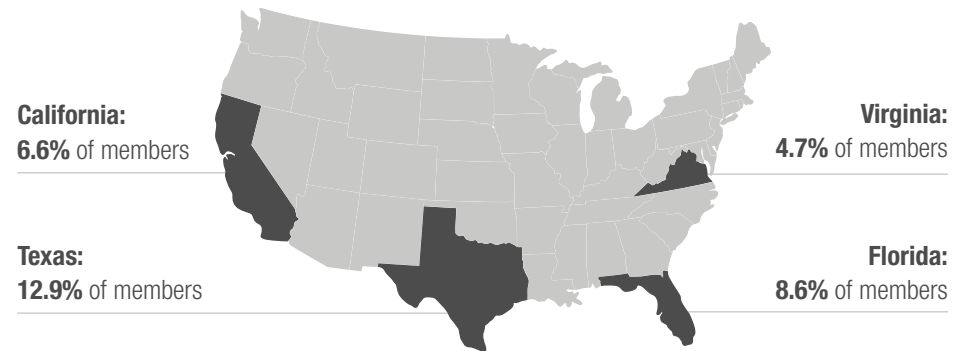 California:
6.6% of members
Virginia:
4.7% of members
Texas:
12.9% of members
Florida:
8.6% of members